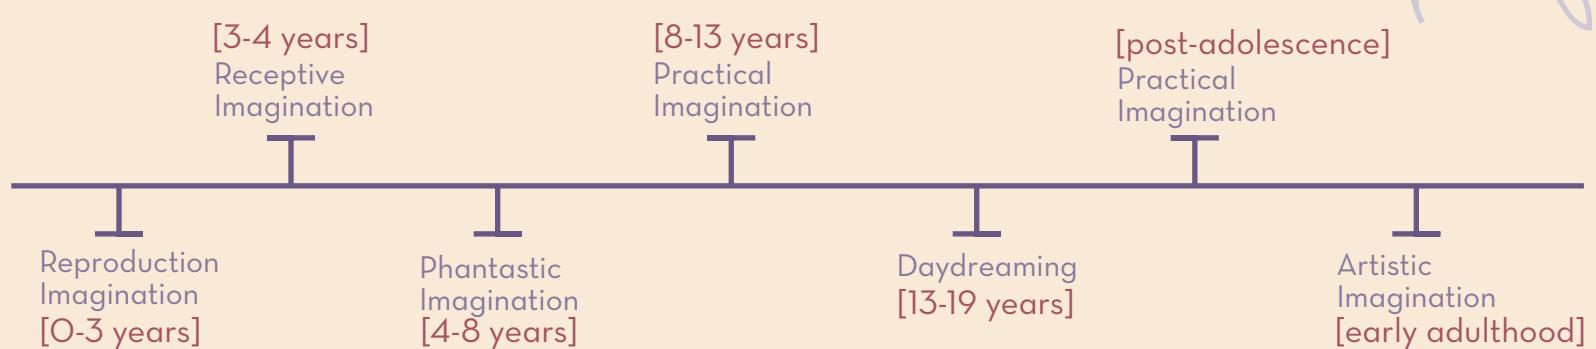 [3-4 years]
Receptive
Imagination
[8-13 years]
Practical
Imagination
[post-adolescence]
Practical
Imagination
Reproduction
Imagination
[0-3 years]
Phantastic
Imagination
[4-8 years]
Daydreaming
[13-19 years]
Artistic
Imagination
[early adulthood]